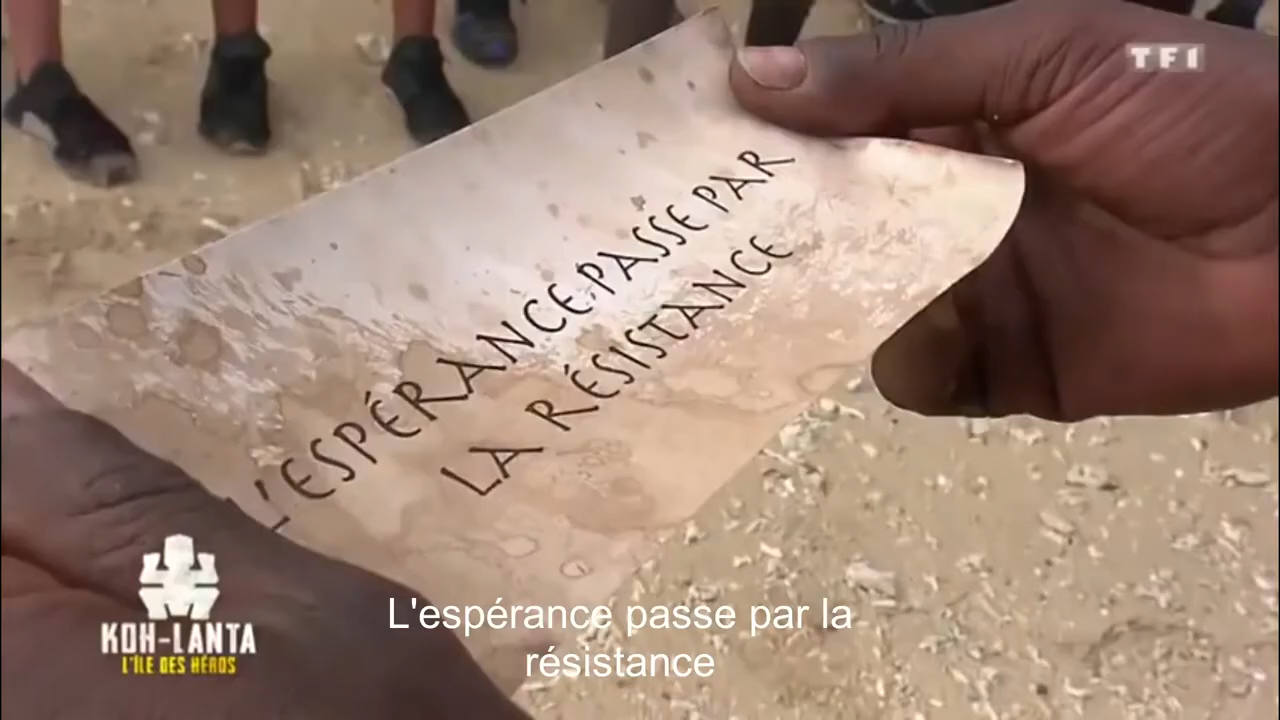 TF1
L'ESPÉRANCE PASSE PAR
LA RÉSISTANCE
KOH-LANTA
L'ÎLE DES HÉROS
L'espérance passe par la
résistance